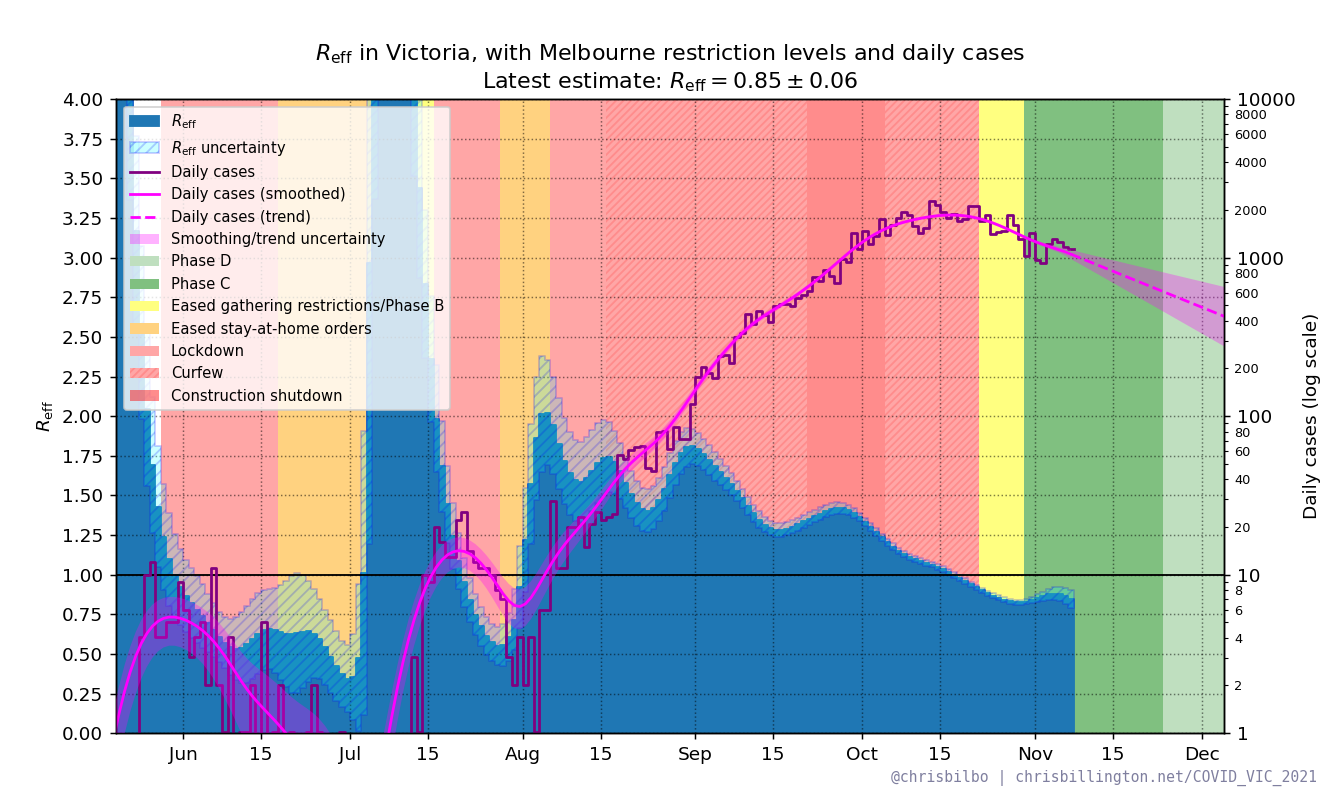 Reff in Victoria, with Melbourne restriction levels and daily cases
Latest estimate: Reff = 0.85 ± 0.06
Reff
Reff uncertainty
Daily cases
Daily cases (smoothed)
Daily cases (trend)
Smoothing/trend uncertainty
Phase D
Phase C
Eased gathering restrictions/Phase B
Eased stay-at-home orders
Lockdown
Curfew
Construction shutdown
Reff
4.00
3.75
3.50
3.25
3.00
2.75
2.50
2.25
2.00
1.75
1.50
1.25
1.00
0.75
0.50
0.25
0.00
10000
8000
6000
4000
2000
1000
800
600
400
200
100
80
60
40
20
10
8
6
4
2
1
Daily cases (log scale)
Jun 15 Jul 15 Aug 15 Sep 15 Oct 15 Nov 15 Dec
@chrisbilbo | chrisbillington.net/COVID_VIC_2021